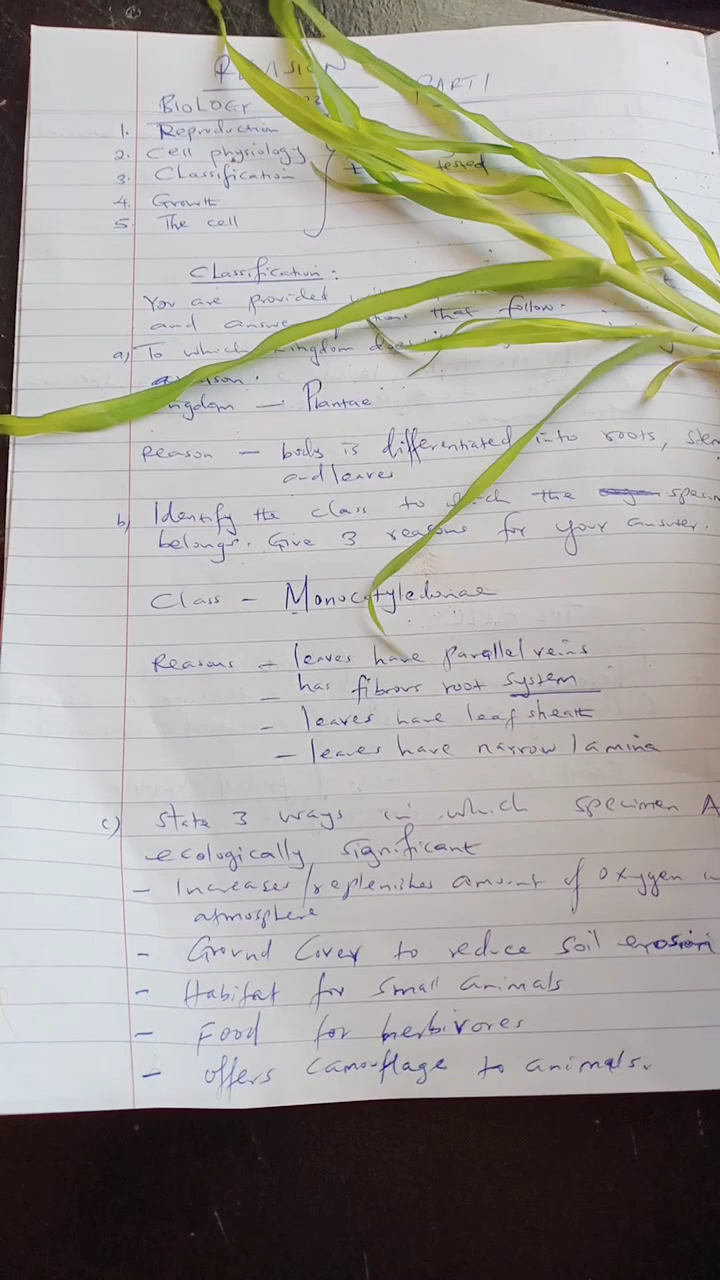 REVISION PART 1
BIOLOGY
1. Reproduction
2. Cell physiology
3. Classification tested
4. Growth
5. The cell
Classification:
You are provided
and answer that follow.
a) To which kingdom
Plantae
Reason – body is differentiated into roots,
and leaves
b) Identify the class to which the
belongs. Give 3 reasons for your answer.
Class – Monocotyledonae
Reasons – leaves have parallel veins
– has fibrous root system
– leaves have leaf sheath
– leaves have narrow lamina
c) State 3 ways in which specimen A
ecologically significant
– Increases/replenishes amount of oxygen
atmosphere
– Ground Cover to reduce soil erosion
– Habitat for small animals
– Food for herbivores
– offers camouflage to animals.